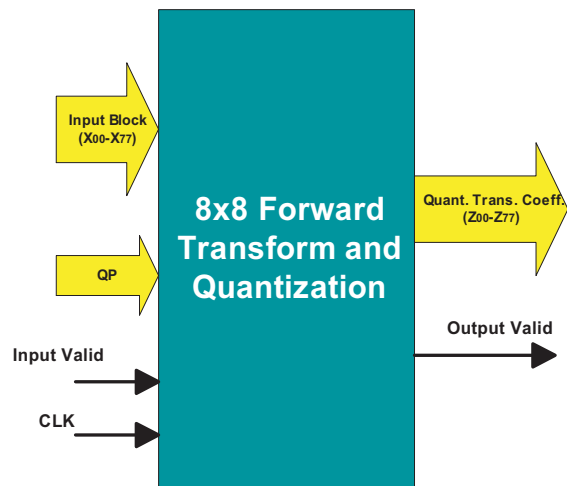 Input Block
(X00-X77)
QP
Input Valid
CLK
8x8 Forward
Transform and
Quantization
Quant. Trans. Coeff.
(Z00-Z77)
Output Valid